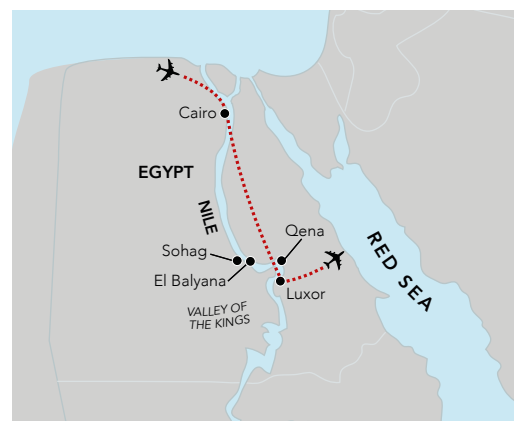 Cairo
EGYPT
NILE
Qena
RED SEA
Sohag
El Balyana
Luxor
VALLEY OF
THE KINGS